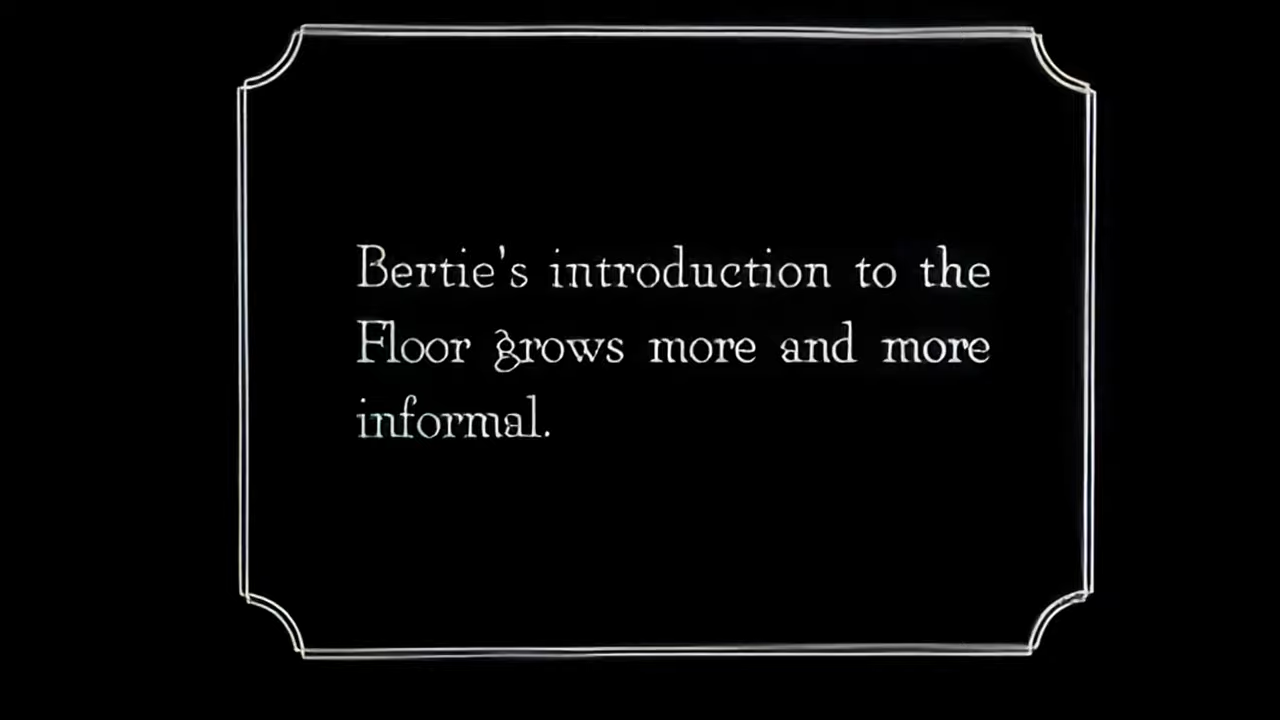 Bertie's introduction to the
Floor grows more and more
informal.